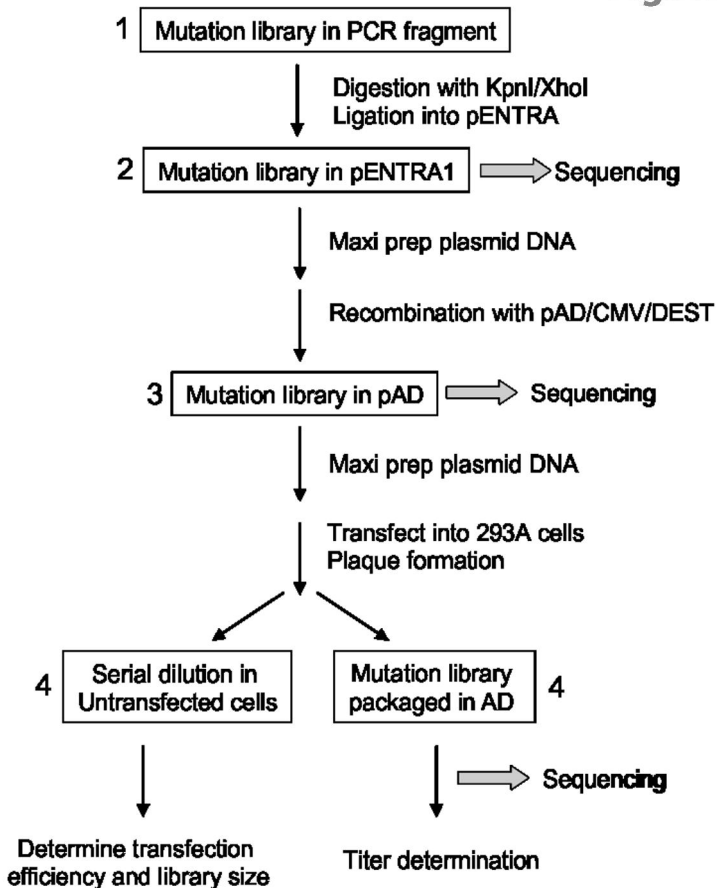 1 Mutation library in PCR fragment
Digestion with KpnI/XhoI
Ligation into pENTRA
2 Mutation library in pENTRA1 Sequencing
Maxi prep plasmid DNA
Recombination with pAD/CMV/DEST
3 Mutation library in pAD Sequencing
Maxi prep plasmid DNA
Transfect into 293A cells
Plaque formation
4 Serial dilution in
Untransfected cells
Mutation library
packaged in AD 4
Sequencing
Determine transfection
efficiency and library size
Titer determination